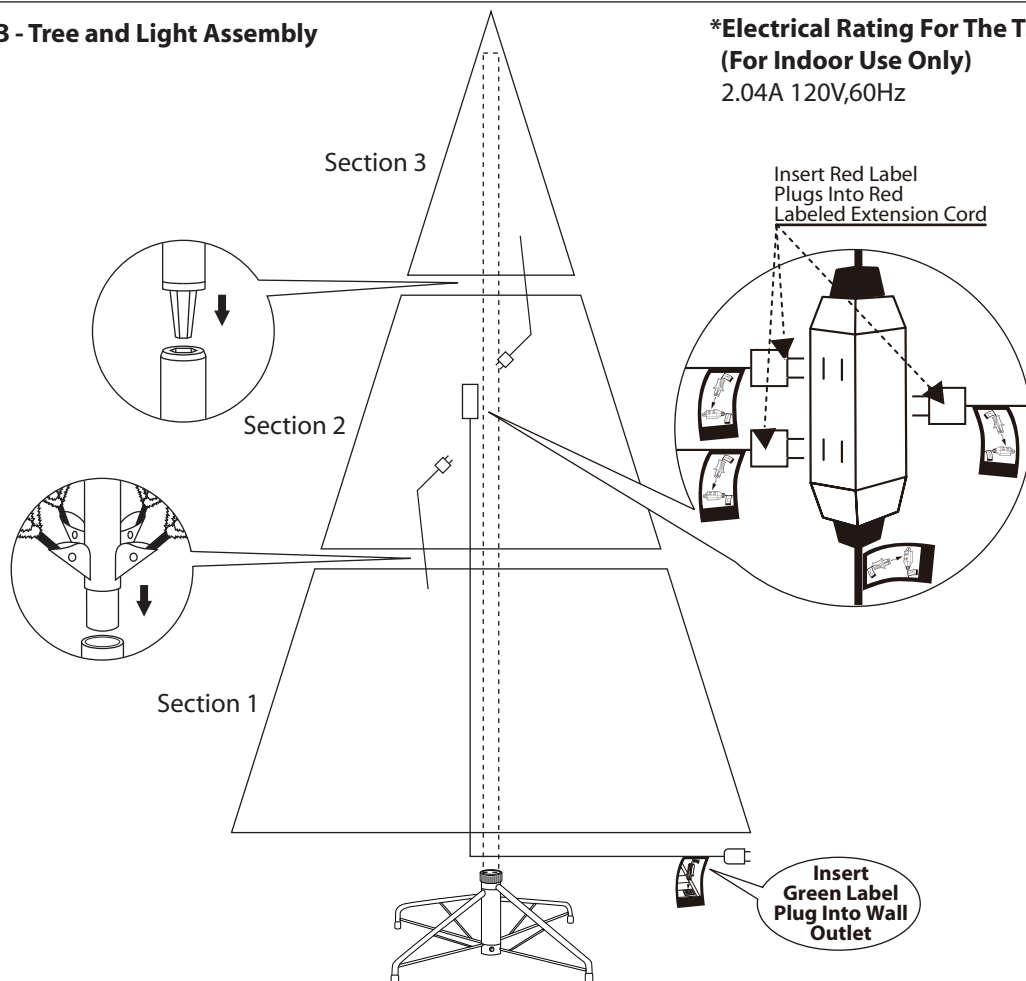 3 - Tree and Light Assembly
*Electrical Rating For The T
(For Indoor Use Only)
2.04A 120V,60Hz
Section 3
Insert Red Label
Plugs Into Red
Labeled Extension Cord
Section 2
Section 1
Insert
Green Label
Plug Into Wall
Outlet